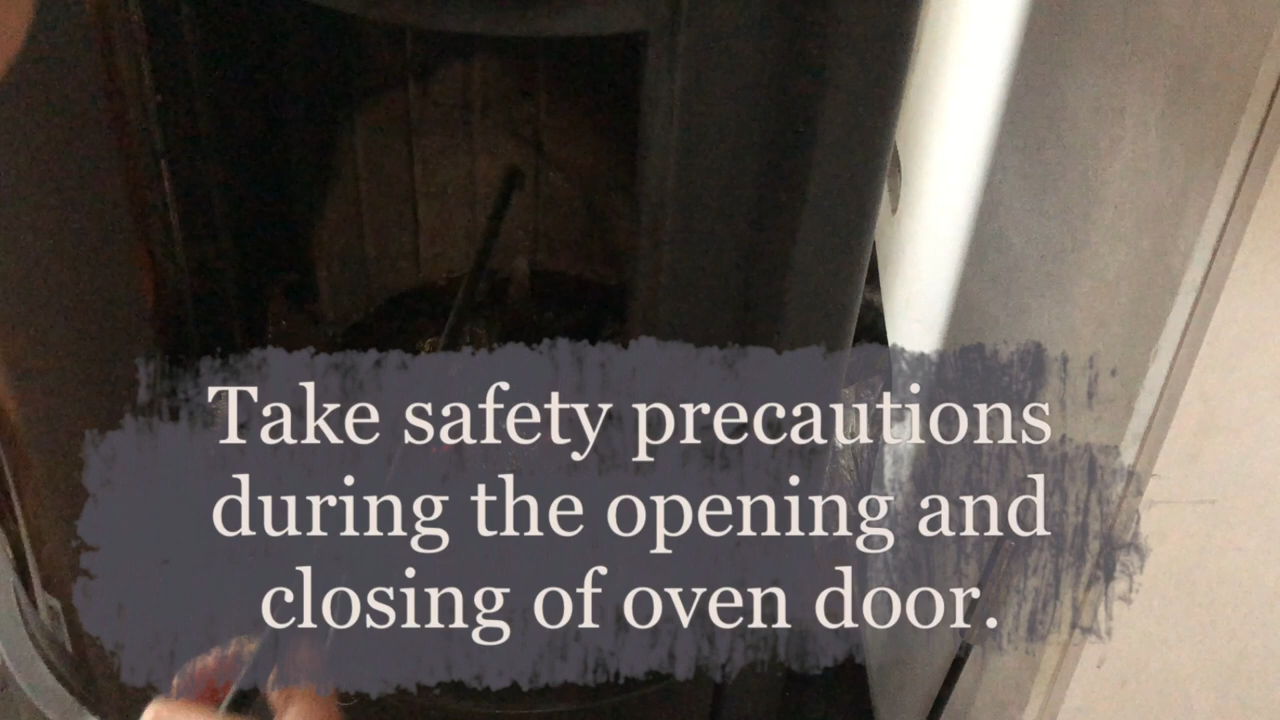 Take safety precautions
during the opening and
closing of oven door.